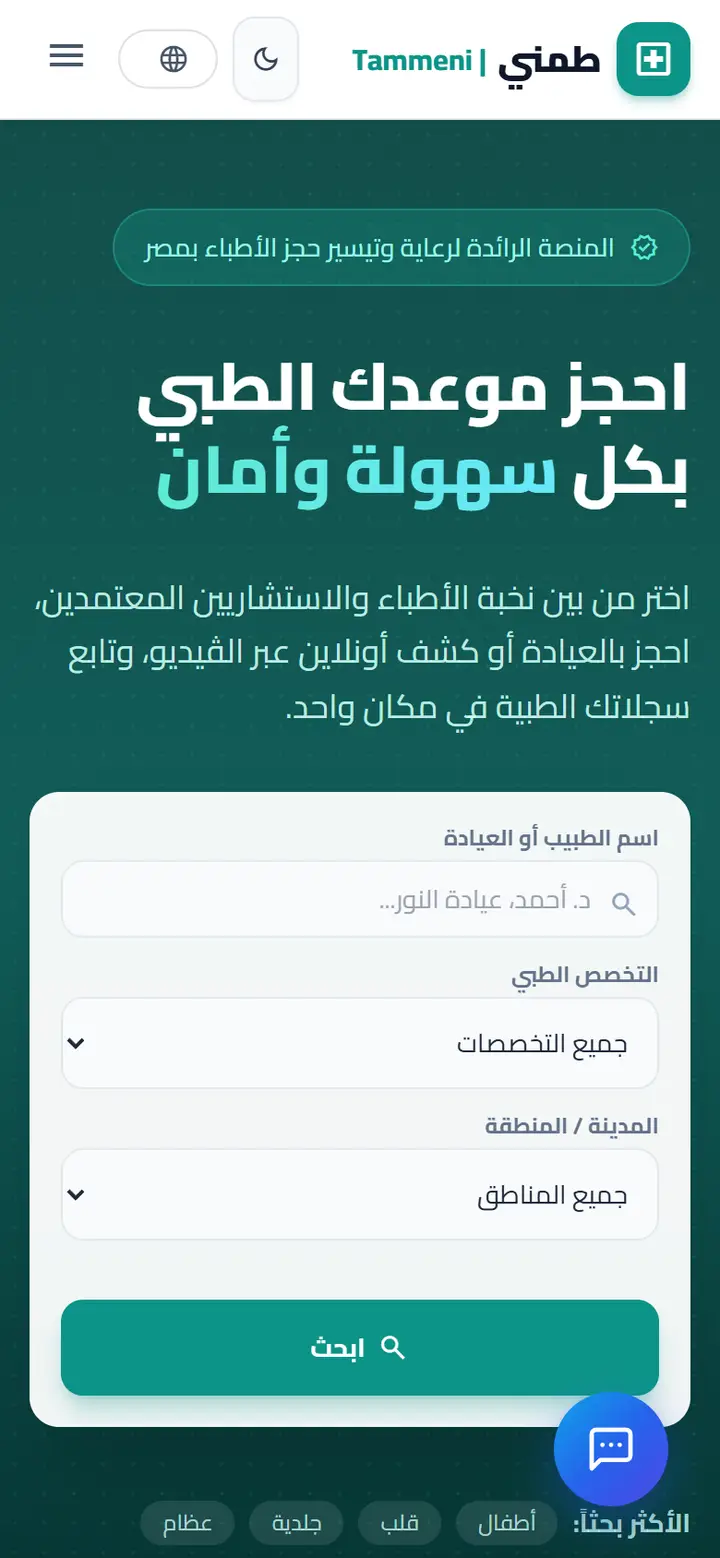 طمني | Tammeni
المنصة الرائدة لرعاية وتيسير حجز الأطباء بمصر
احجز موعدك الطبي
بكل سهولة وأمان
اختر من بين نخبة الأطباء والاستشاريين المعتمدين،
احجز بالعيادة أو كشف أونلاين عبر الڤيديو، وتابع
سجلاتك الطبية في مكان واحد.
اسم الطبيب أو العيادة
د. أحمد، عيادة النور...
التخصص الطبي
جميع التخصصات
المدينة / المنطقة
جميع المناطق
ابحث
الأكثر بحثاً: أطفال قلب جلدية عظام